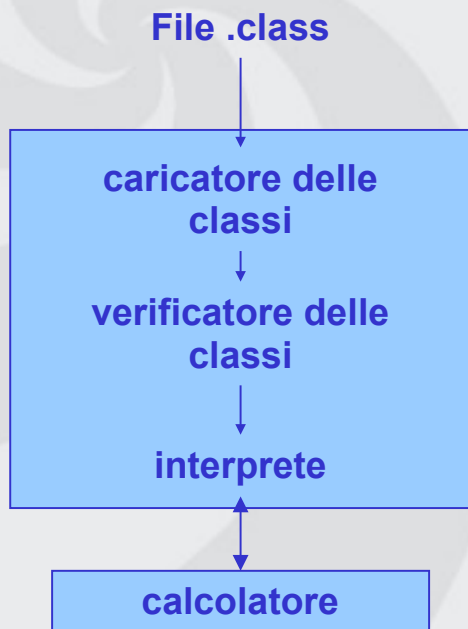 File .class
caricatore delle
classi
verificatore delle
classi
interprete
calcolatore